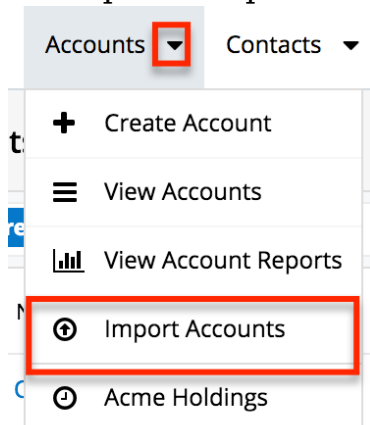 Accounts Contacts
Create Account
View Accounts
View Account Reports
Import Accounts
Acme Holdings